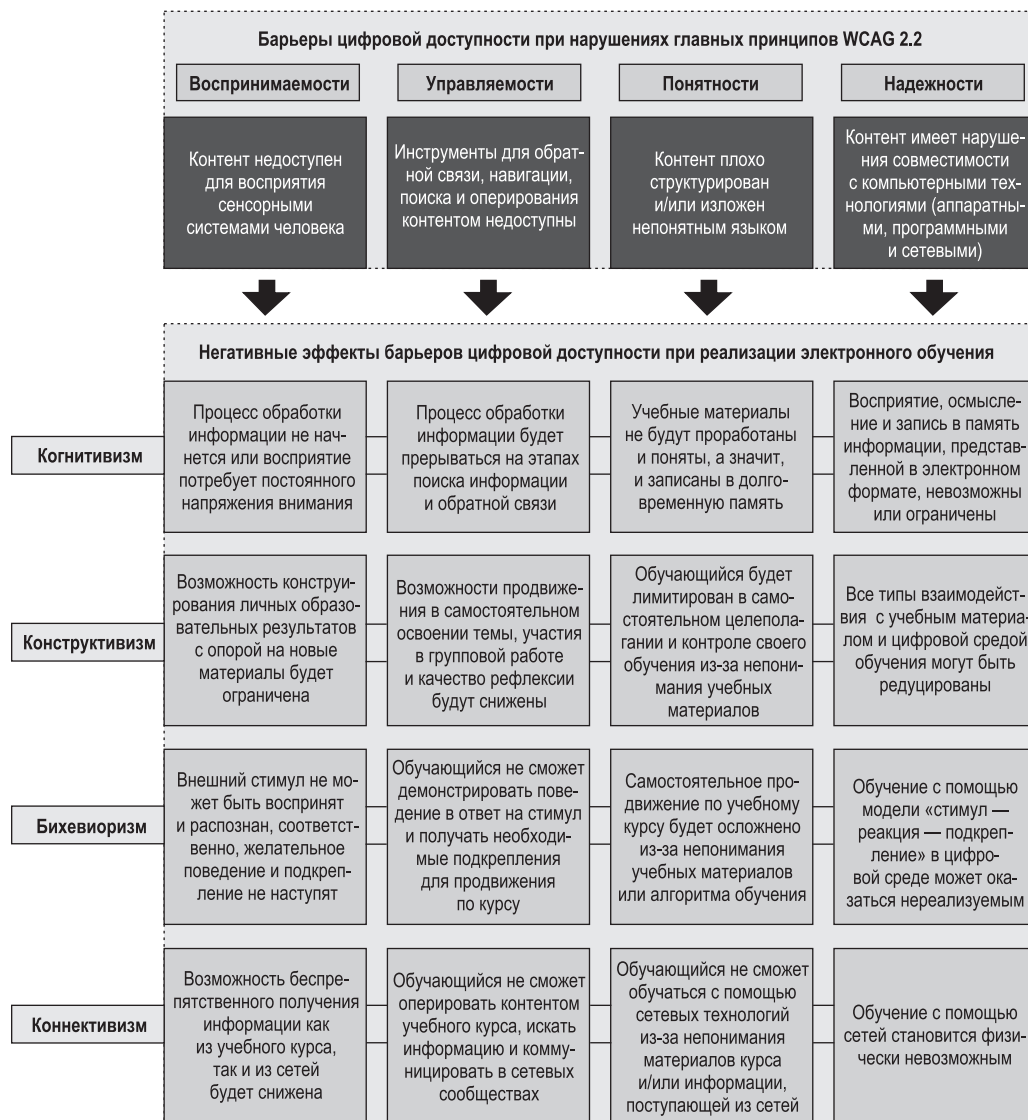 Барьеры цифровой доступности при нарушениях главных принципов WCAG 2.2
Воспринимаемости
Управляемости
Понятности
Надежности
Контент недоступен
для восприятия
сенсорными
системами человека
Инструменты для обрат-
ной связи, навигации,
поиска и оперирования
контентом недоступны
Контент плохо
структурирован
и/или изложен
непонятным языком
Контент имеет наруше-
ния совместимости
с компьютерными тех-
нологиями (аппаратны-
ми, программными
и сетевыми)
Негативные эффекты барьеров цифровой доступности при реализации электронного обучения
Когнитивизм
Процесс обработки
информации не нач-
нется или восприятие
потребует постоянного
напряжения внимания
Процесс обработки
информации будет
прерываться на этапах
поиска информации
и обратной связи
Учебные материалы
не будут проработаны
и поняты, а значит,
и записаны в долго-
временную память
Восприятие, осмысле-
ние и запись в память
информации, представ-
ленной в электронном
формате, невозможны
или ограничены
Конструктивизм
Возможность конструи-
рования личных образо-
вательных результатов
с опорой на новые
материалы будет
ограничена
Возможности продвиже-
ния в самостоятельном
освоении темы, участия
в групповой работе
и качество рефлексии
будут снижены
Обучающийся будет
лимитирован в само-
стоятельном целепола-
гании и контроле своего
обучения из-за непони-
мания учебных
материалов
Все типы взаимодейст-
вия с учебным материа-
лом и цифровой средой
обучения могут быть
редуцированы
Бихевиоризм
Внешний стимул не мо-
жет быть воспринят
и распознан, соответст-
венно, желательное
поведение и подкреп-
ление не наступят
Обучающийся не сможет
демонстрировать пове-
дение в ответ на стимул
и получать необходи-
мые подкрепления
для продвижения
по курсу
Самостоятельное про-
движение по учебному
курсу будет осложнено
из-за непонимания
учебных материалов
или алгоритма обучения
Обучение с помощью
модели «стимул —
реакция — подкреп-
ление» в цифро-
вой среде может ока-
заться нереализуемым
Коннективизм
Возможность беспре-
пятственного получения
информации как
из учебного курса,
так и из сетей
будет снижена
Обучающийся не сможет
оперировать контентом
учебного курса, искать
информацию и комму-
ницировать в сетевых
сообществах
Обучающийся не сможет
обучаться с помощью
сетевых технологий
из-за непонимания
материалов курса
и/или информации,
поступающей из сетей
Обучение с помощью
сетей становится физи-
чески невозможным